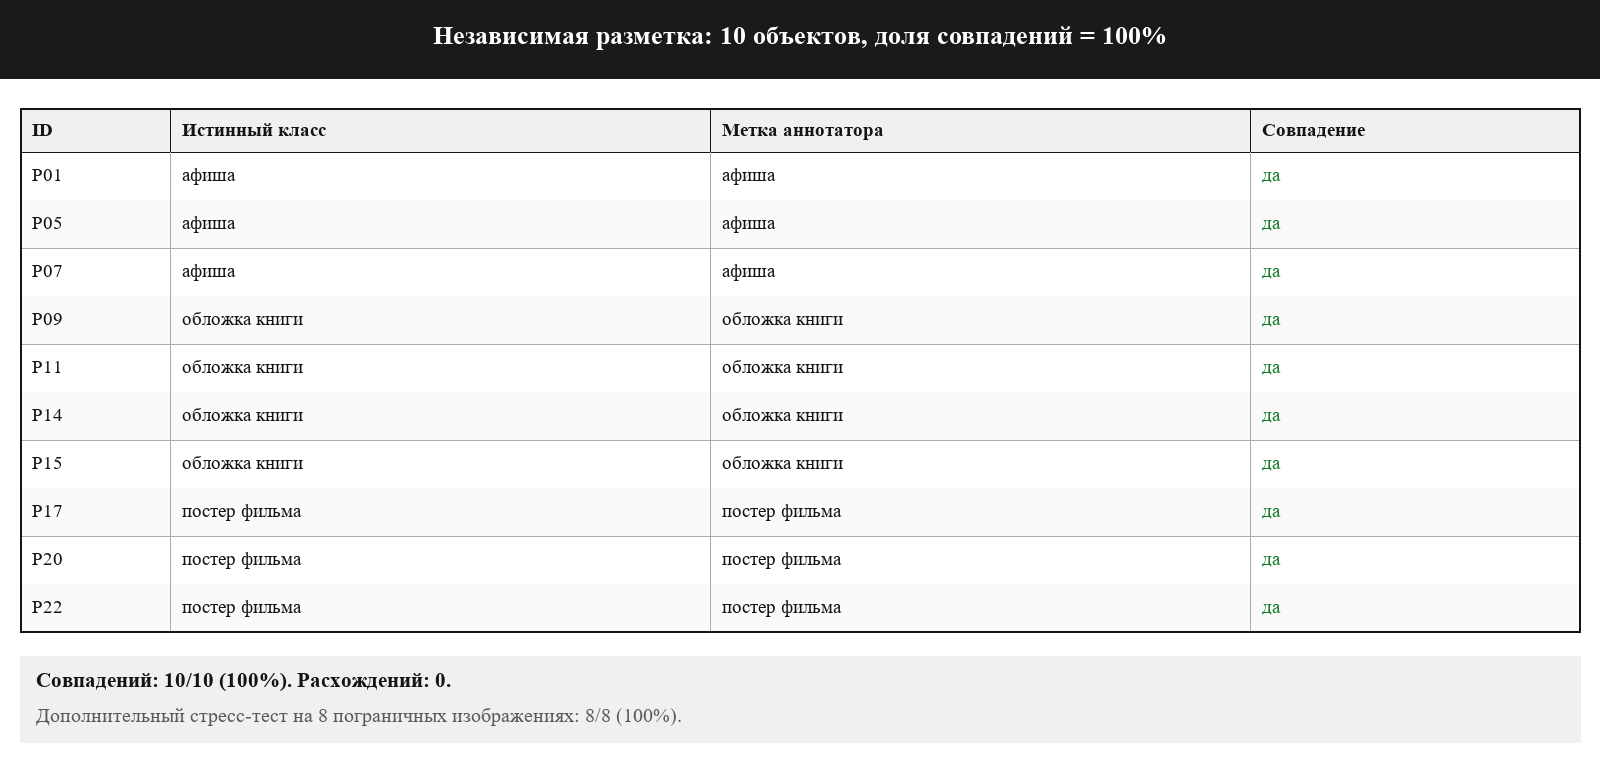 Независимая разметка: 10 объектов, доля совпадений = 100%
ID Истинный класс Метка аннотатора Совпадение
P01 афиша афиша да
P05 афиша афиша да
P07 афиша афиша да
P09 обложка книги обложка книги да
P11 обложка книги обложка книги да
P14 обложка книги обложка книги да
P15 обложка книги обложка книги да
P17 постер фильма постер фильма да
P20 постер фильма постер фильма да
P22 постер фильма постер фильма да
Совпадений: 10/10 (100%). Расхождений: 0.
Дополнительный стресс-тест на 8 пограничных изображениях: 8/8 (100%).